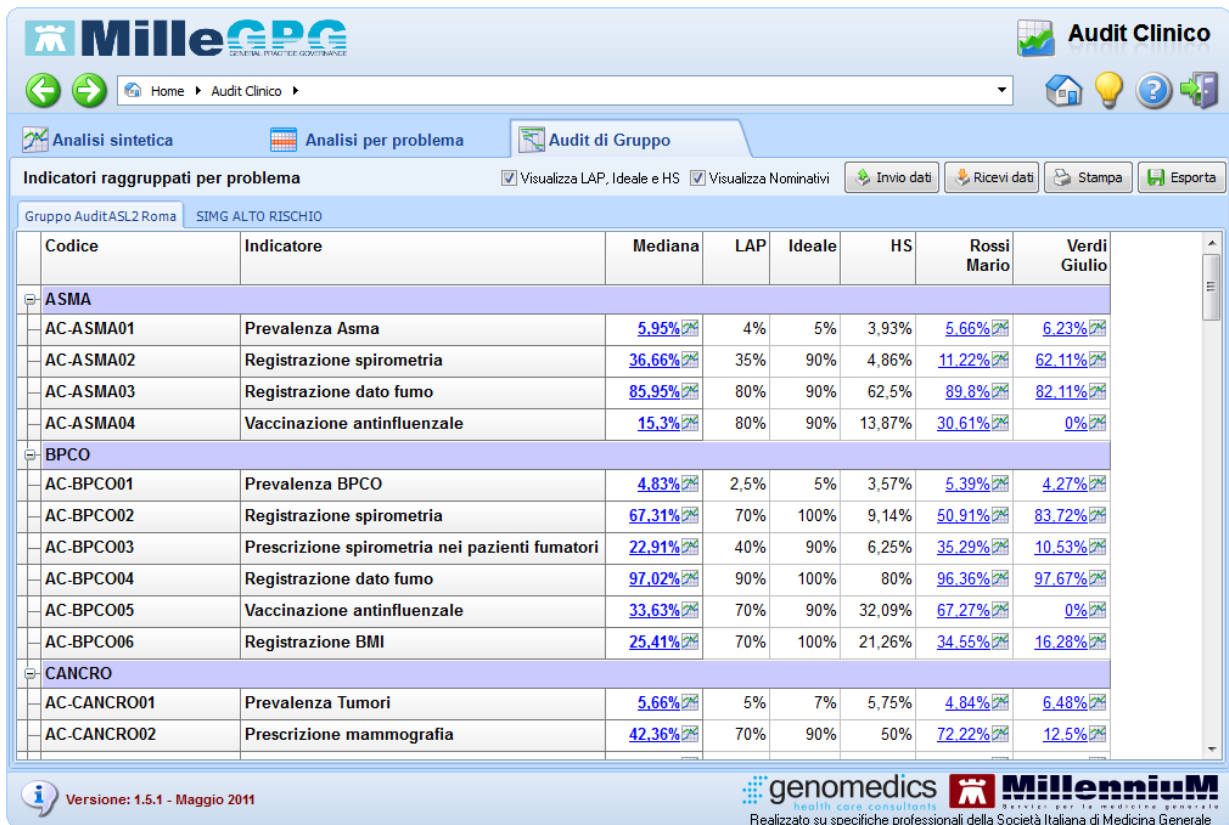 MilleGPG
GENERAL PRACTICE GOVERNANCE
Audit Clinico
Home Audit Clinico
Analisi sintetica Analisi per problema Audit di Gruppo
Indicatori raggruppati per problema Visualizza LAP, Ideale e HS Visualizza Nominativi Invio dati Ricevi dati Stampa Esporta
Gruppo AuditASL2 Roma SIMG ALTO RISCHIO
Codice Indicatore Mediana LAP Ideale HS Rossi Mario Verdi Giulio
ASMA
AC-ASMA01 Prevalenza Asma 5,95% 4% 5% 3,93% 5,66% 6,23%
AC-ASMA02 Registrazione spirometria 36,66% 35% 90% 4,86% 11,22% 62,11%
AC-ASMA03 Registrazione dato fumo 85,95% 80% 90% 62,5% 89,8% 82,11%
AC-ASMA04 Vaccinazione antinfluenzale 15,3% 80% 90% 13,87% 30,61% 0%
BPCO
AC-BPCO01 Prevalenza BPCO 4,83% 2,5% 5% 3,57% 5,39% 4,27%
AC-BPCO02 Registrazione spirometria 67,31% 70% 100% 9,14% 50,91% 83,72%
AC-BPCO03 Prescrizione spirometria nei pazienti fumatori 22,91% 40% 90% 6,25% 35,29% 10,53%
AC-BPCO04 Registrazione dato fumo 97,02% 90% 100% 80% 96,36% 97,67%
AC-BPCO05 Vaccinazione antinfluenzale 33,63% 70% 90% 32,09% 67,27% 0%
AC-BPCO06 Registrazione BMI 25,41% 70% 100% 21,26% 34,55% 16,28%
CANCRO
AC-CANCRO01 Prevalenza Tumori 5,66% 5% 7% 5,75% 4,84% 6,48%
AC-CANCRO02 Prescrizione mammografia 42,36% 70% 90% 50% 72,22% 12,5%
Versione: 1.5.1 - Maggio 2011
genomedics
health care consultants
MillenniuM
Servizi per la medicina generale
Realizzato su specifiche professionali della Società Italiana di Medicina Generale